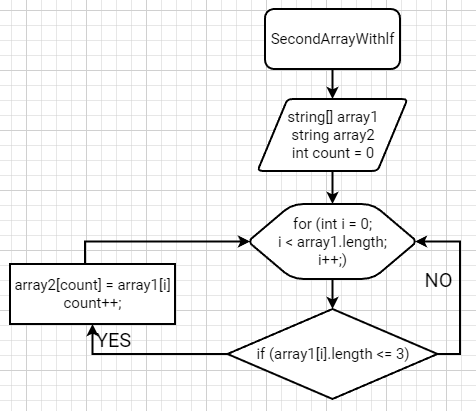 SecondArrayWithIf
string[] array1
string array2
int count = 0
for (int i = 0;
i < array1.length;
i++;)
NO
array2[count] = array1[i]
count++;
YES
if (array1[i].length <= 3)